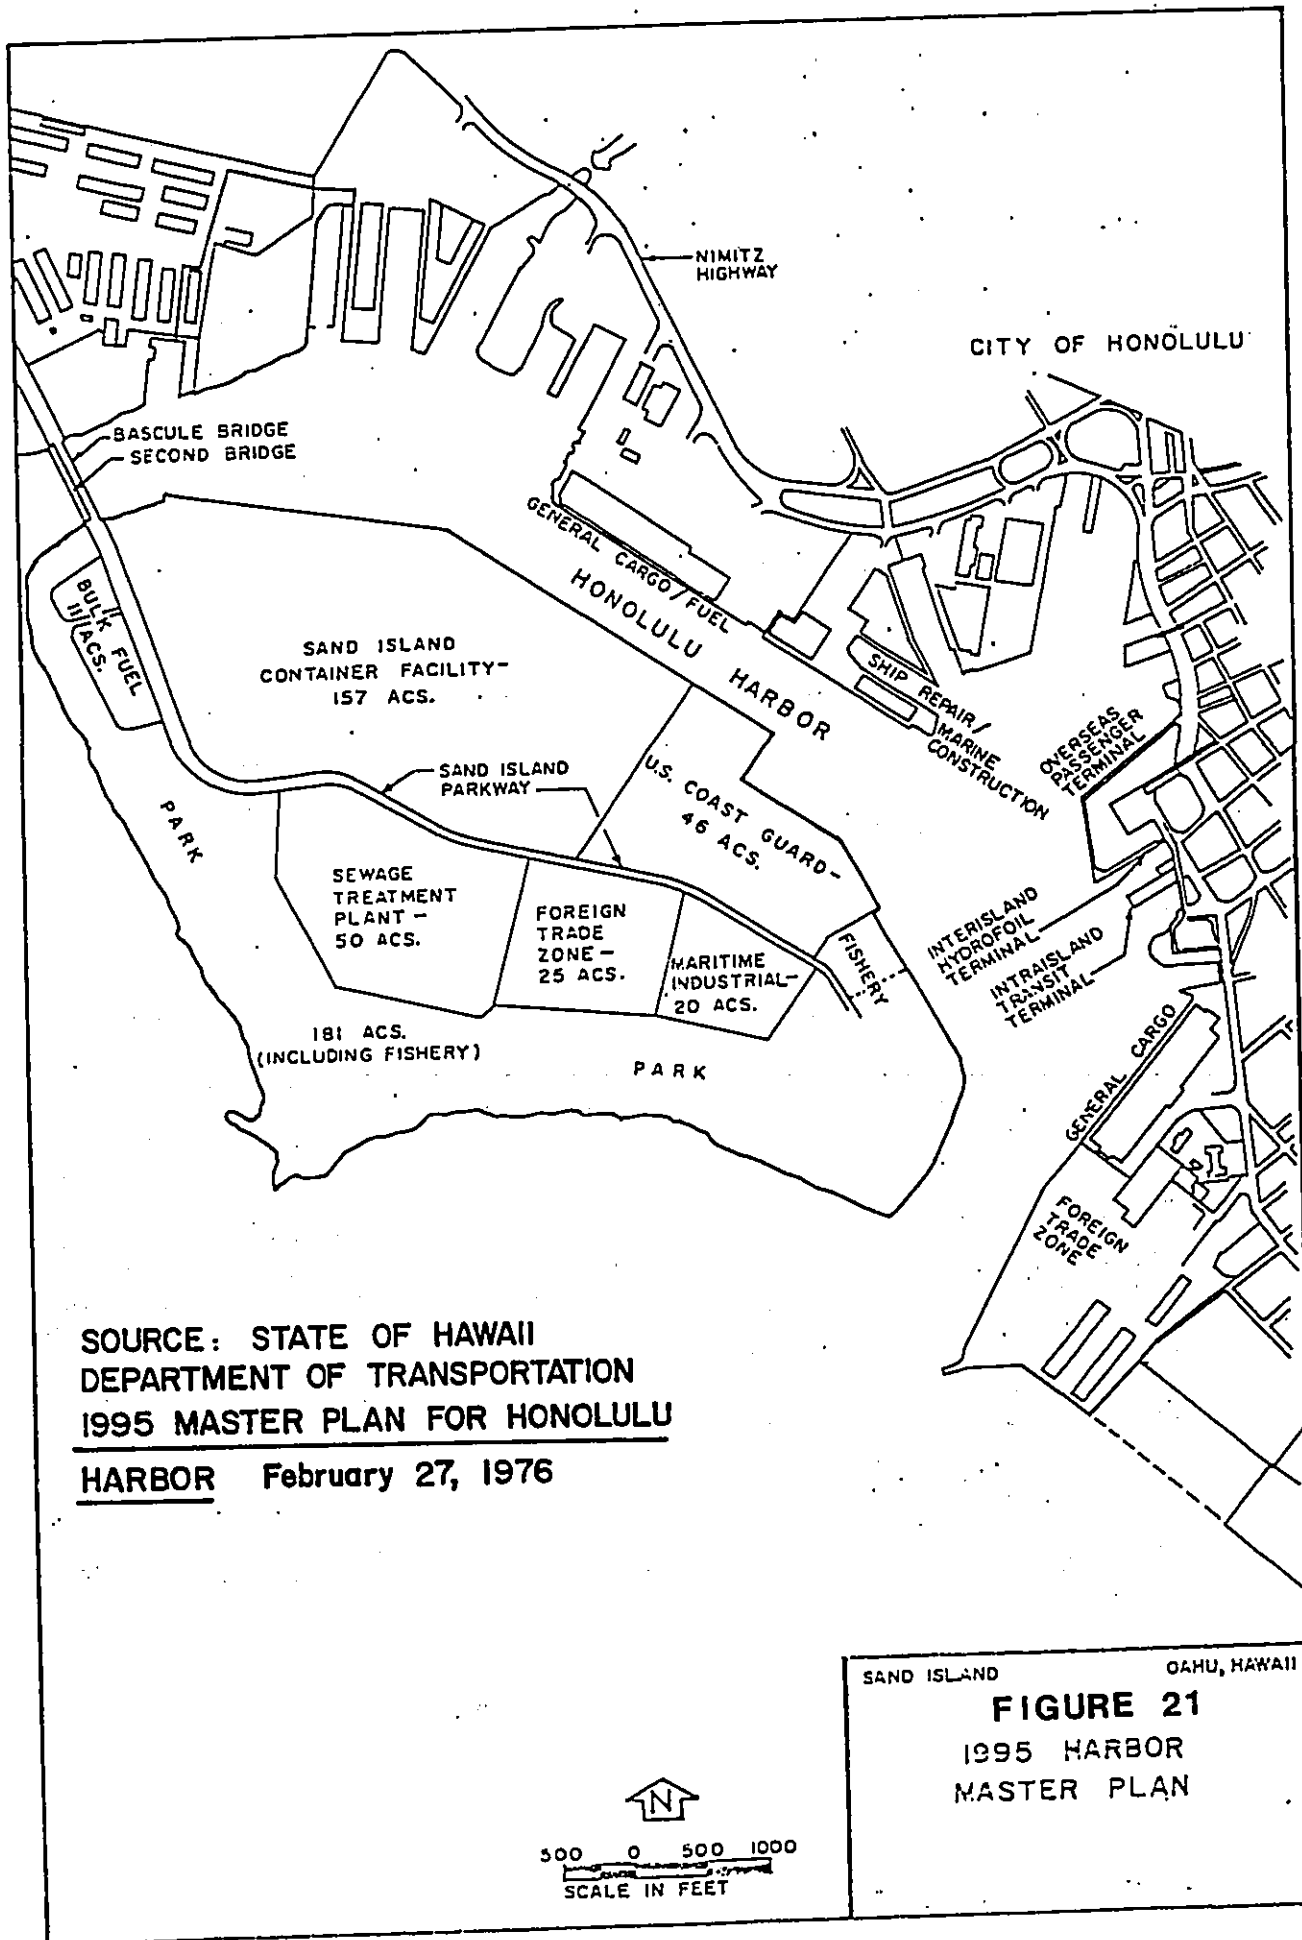 NIMITZ
HIGHWAY
CITY OF HONOLULU
BASCULE BRIDGE
SECOND BRIDGE
GENERAL CARGO/FUEL
HONOLULU HARBOR
BULK FUEL
11 ACS.
SAND ISLAND
CONTAINER FACILITY-
157 ACS.
SHIP REPAIR/
MARINE
CONSTRUCTION
OVERSEAS
PASSENGER
TERMINAL
SAND ISLAND
PARKWAY
U.S. COAST GUARD-
46 ACS.
PARK
SEWAGE
TREATMENT
PLANT -
50 ACS.
FOREIGN
TRADE
ZONE-
25 ACS.
MARITIME
INDUSTRIAL-
20 ACS.
FISHERY
INTERISLAND
HYDROFOIL
TERMINAL
INTRAISLAND
TRANSIT
TERMINAL
181 ACS.
(INCLUDING FISHERY)
PARK
GENERAL CARGO
FOREIGN
TRADE
ZONE
SOURCE: STATE OF HAWAII
DEPARTMENT OF TRANSPORTATION
1995 MASTER PLAN FOR HONOLULU
HARBOR February 27, 1976
SAND ISLAND OAHU, HAWAII
FIGURE 21
1995 HARBOR
MASTER PLAN
N
500 0 500 1000
SCALE IN FEET